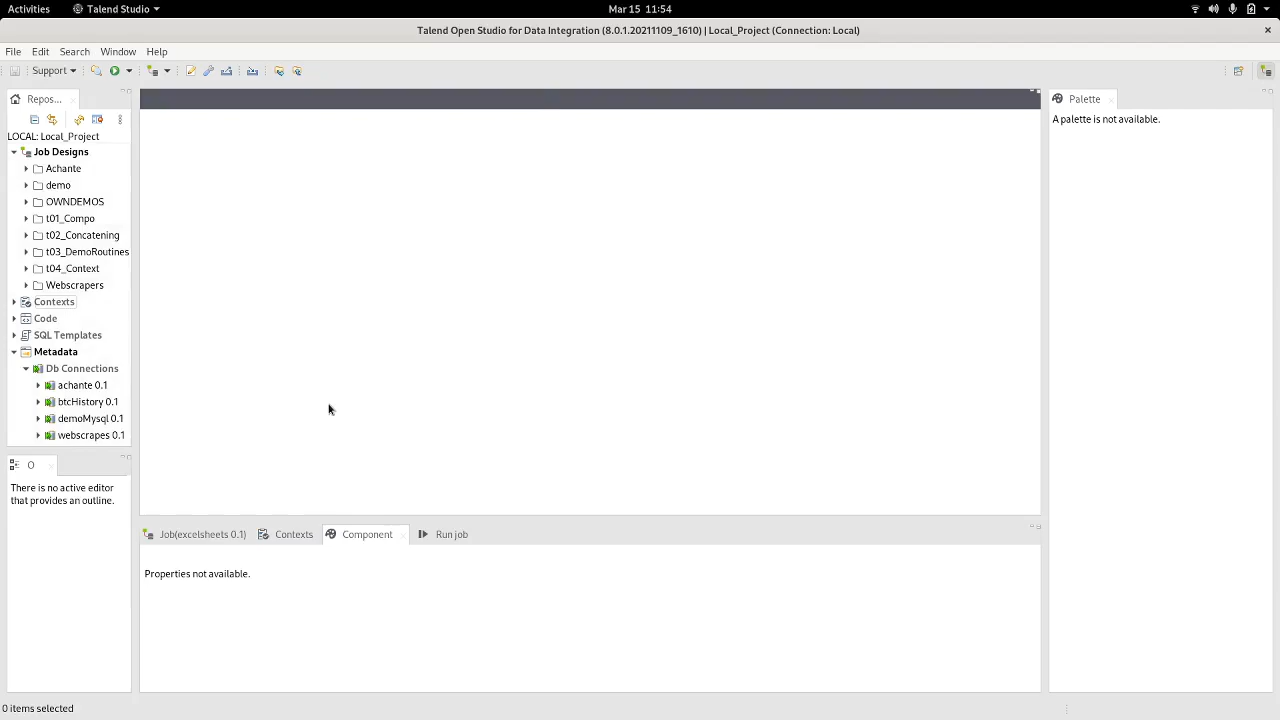 Activities
Talend Studio
Mar 15 11:54
Talend Open Studio for Data Integration (8.0.1.20211109_1610) | Local_Project (Connection: Local)
File Edit Search Window Help
Support
Repos...
LOCAL: Local_Project
Job Designs
Achante
demo
OWNDEMOS
t01_Compo
t02_Concatening
t03_DemoRoutines
t04_Context
Webscrapers
Contexts
Code
SQL Templates
Metadata
Db Connections
achante 0.1
btcHistory 0.1
demoMysql 0.1
webscrapes 0.1
O
There is no active editor
that provides an outline.
Job(excelsheets 0.1) Contexts Component Run job
Properties not available.
Palette
A palette is not available.
0 items selected